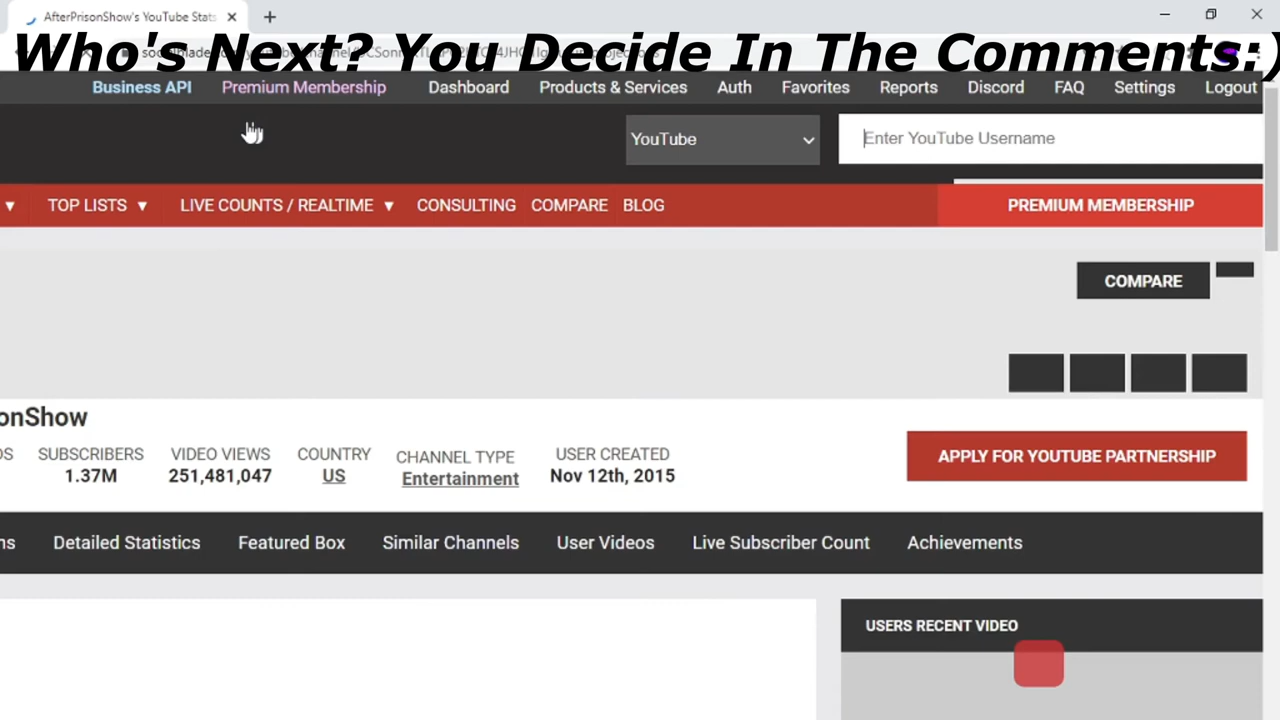 AfterPrisonShow's YouTube Stats
Who's Next? You Decide In The Comments:)
Business API Premium Membership Dashboard Products & Services Auth Favorites Reports Discord FAQ Settings Logout
YouTube Enter YouTube Username
TOP LISTS ▼ LIVE COUNTS / REALTIME ▼ CONSULTING COMPARE BLOG PREMIUM MEMBERSHIP
COMPARE
onShow
SUBSCRIBERS VIDEO VIEWS COUNTRY CHANNEL TYPE USER CREATED
1.37M 251,481,047 US Entertainment Nov 12th, 2015
APPLY FOR YOUTUBE PARTNERSHIP
ns Detailed Statistics Featured Box Similar Channels User Videos Live Subscriber Count Achievements
USERS RECENT VIDEO